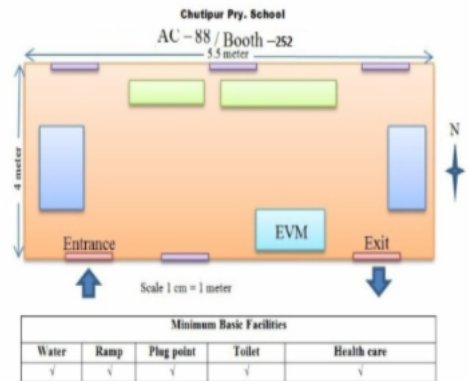 Chutipur Pry. School
AC – 88 / Booth –252
5.5 meter
4 meter
N
EVM
Entrance
Exit
Scale 1 cm = 1 meter
Minimum Basic Facilities
Water Ramp Plug point Toilet Health care
√ √ √ √ √